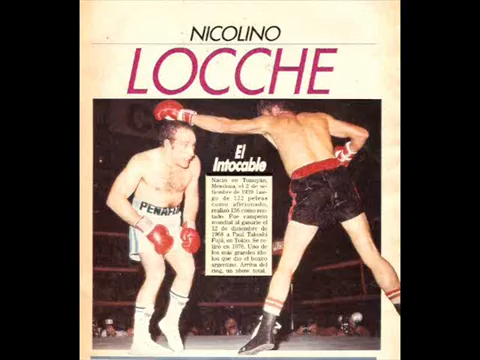 NICOLINO
LOCCHE
El
Intocable
Nació en Tunuyán,
Mendoza, el 2 de se-
tiembre de 1939. Lue-
go de 122 peleas
como aficionado,
realizó 136 como ren-
tado. Fue campeón
mundial al ganarle el
12 de diciembre de
1968 a Paul Takeshi
Fujii, en Tokio. Se re-
tiró en 1976. Uno de
los más grandes ído-
los que dio el boxeo
argentino. Arriba del
ring, un show total.
PEÑAFLOR